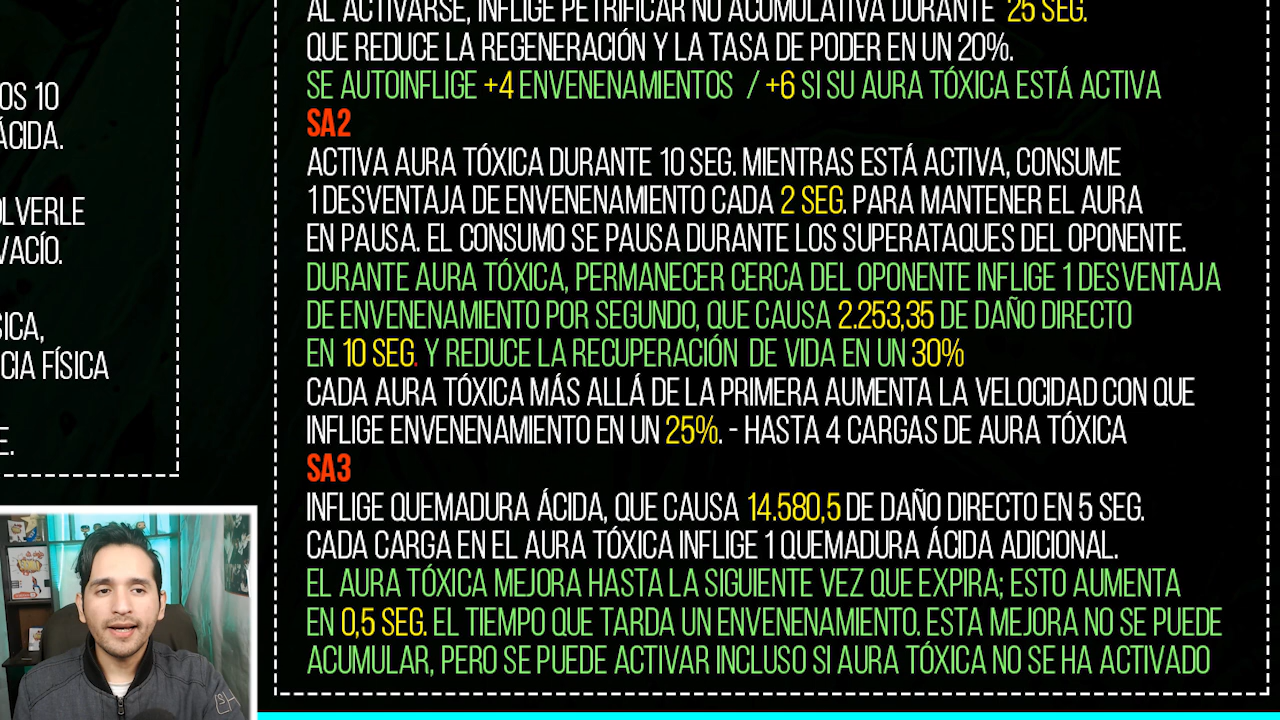 OS 10
ÁCIDA.
OLVERLE
VACÍO.
SICA,
CIA FÍSICA
E.
AL ACTIVARSE, INFLIGE PETRIFICAR NO ACUMULATIVA DURANTE 25 SEG.
QUE REDUCE LA REGENERACIÓN Y LA TASA DE PODER EN UN 20%.
SE AUTOINFLIGE +4 ENVENENAMIENTOS / +6 SI SU AURA TÓXICA ESTÁ ACTIVA
SA2
ACTIVA AURA TÓXICA DURANTE 10 SEG. MIENTRAS ESTÁ ACTIVA, CONSUME
1 DESVENTAJA DE ENVENENAMIENTO CADA 2 SEG. PARA MANTENER EL AURA
EN PAUSA. EL CONSUMO SE PAUSA DURANTE LOS SUPERATAQUES DEL OPONENTE.
DURANTE AURA TÓXICA, PERMANECER CERCA DEL OPONENTE INFLIGE 1 DESVENTAJA
DE ENVENENAMIENTO POR SEGUNDO, QUE CAUSA 2.253,35 DE DAÑO DIRECTO
EN 10 SEG. Y REDUCE LA RECUPERACIÓN DE VIDA EN UN 30%
CADA AURA TÓXICA MÁS ALLÁ DE LA PRIMERA AUMENTA LA VELOCIDAD CON QUE
INFLIGE ENVENENAMIENTO EN UN 25%. - HASTA 4 CARGAS DE AURA TÓXICA
SA3
INFLIGE QUEMADURA ÁCIDA, QUE CAUSA 14.580,5 DE DAÑO DIRECTO EN 5 SEG.
CADA CARGA EN EL AURA TÓXICA INFLIGE 1 QUEMADURA ÁCIDA ADICIONAL.
EL AURA TÓXICA MEJORA HASTA LA SIGUIENTE VEZ QUE EXPIRA; ESTO AUMENTA
EN 0,5 SEG. EL TIEMPO QUE TARDA UN ENVENENAMIENTO. ESTA MEJORA NO SE PUEDE
ACUMULAR, PERO SE PUEDE ACTIVAR INCLUSO SI AURA TÓXICA NO SE HA ACTIVADO